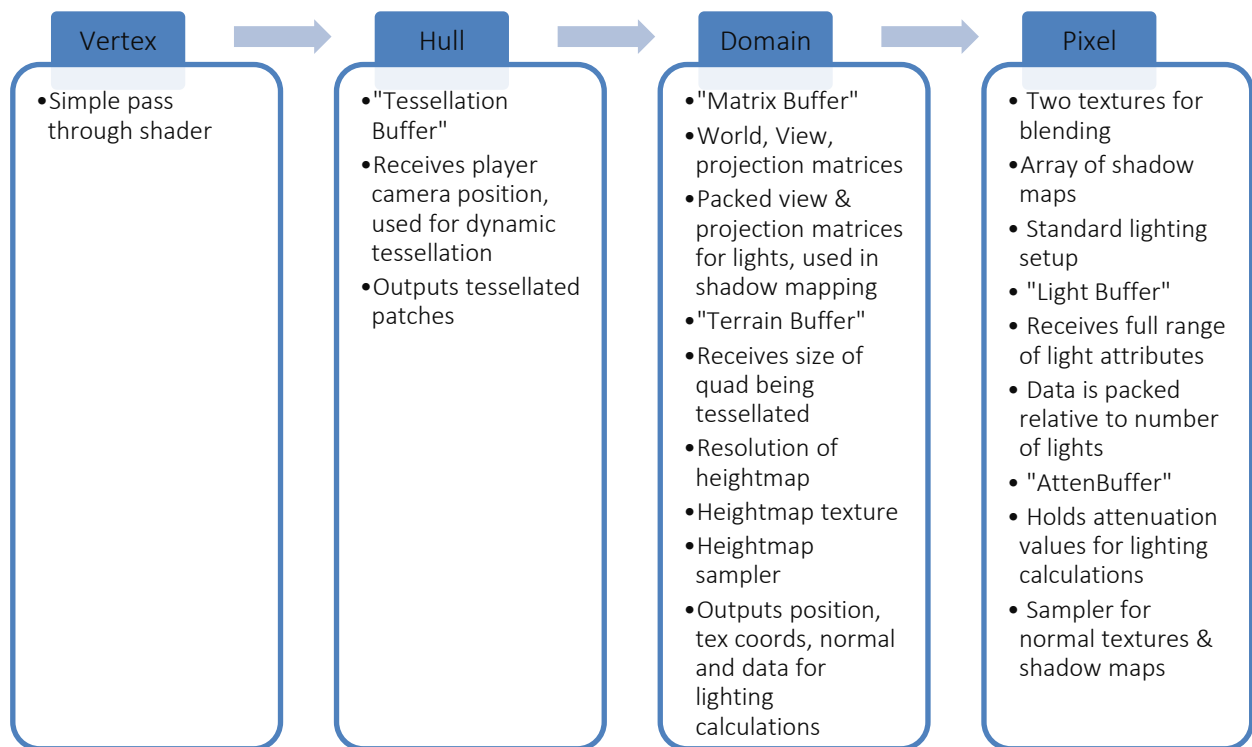 Vertex
•Simple pass
through shader
Hull
•"Tessellation
Buffer"
•Receives player
camera position,
used for dynamic
tessellation
•Outputs tessellated
patches
Domain
•"Matrix Buffer"
•World, View,
projection matrices
•Packed view &
projection matrices
for lights, used in
shadow mapping
•"Terrain Buffer"
•Receives size of
quad being
tessellated
•Resolution of
heightmap
•Heightmap texture
•Heightmap
sampler
•Outputs position,
tex coords, normal
and data for
lighting
calculations
Pixel
• Two textures for
blending
•Array of shadow
maps
• Standard lighting
setup
• "Light Buffer"
• Receives full range
of light attributes
• Data is packed
relative to number
of lights
• "AttenBuffer"
• Holds attenuation
values for lighting
calculations
• Sampler for
normal textures &
shadow maps